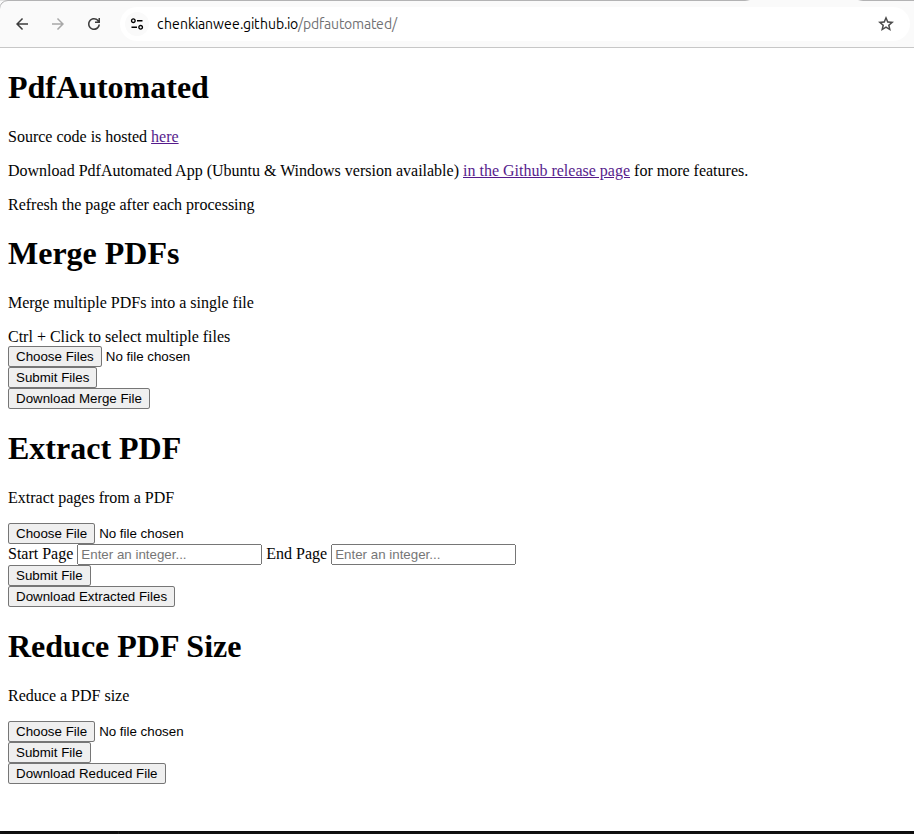 chenkianwee.github.io/pdfautomated/
PdfAutomated
Source code is hosted here
Download PdfAutomated App (Ubuntu & Windows version available) in the Github release page for more features.
Refresh the page after each processing
Merge PDFs
Merge multiple PDFs into a single file
Ctrl + Click to select multiple files
Choose Files No file chosen
Submit Files
Download Merge File
Extract PDF
Extract pages from a PDF
Choose File No file chosen
Start Page Enter an integer... End Page Enter an integer...
Submit File
Download Extracted Files
Reduce PDF Size
Reduce a PDF size
Choose File No file chosen
Submit File
Download Reduced File